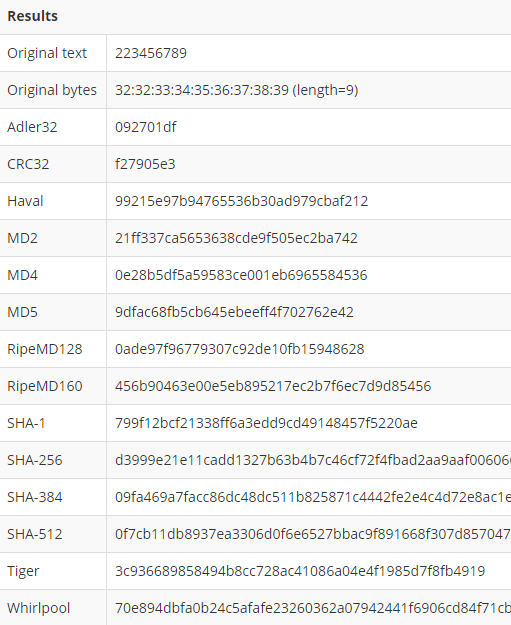 Results
Original text 223456789
Original bytes 32:32:33:34:35:36:37:38:39 (length=9)
Adler32 092701df
CRC32 f27905e3
Haval 99215e97b94765536b30ad979cbaf212
MD2 21ff337ca5653638cde9f505ec2ba742
MD4 0e28b5df5a59583ce001eb6965584536
MD5 9dfac68fb5cb645ebeeff4f702762e42
RipeMD128 0ade97f96779307c92de10fb15948628
RipeMD160 456b90463e00e5eb895217ec2b7f6ec7d9d85456
SHA-1 799f12bcf21338ff6a3edd9cd49148457f5220ae
SHA-256 d3999e21e11cadd1327b63b4b7c46cf72f4fbad2aa9aaf00606
SHA-384 09fa469a7facc86dc48dc511b825871c4442fe2e4c4d72e8ac1e
SHA-512 0f7cb11db8937ea3306d0f6e6527bbac9f891668f307d857047
Tiger 3c936689858494b8cc728ac41086a04e4f1985d7f8fb4919
Whirlpool 70e894dbfa0b24c5afafe23260362a07942441f6906cd84f71cb